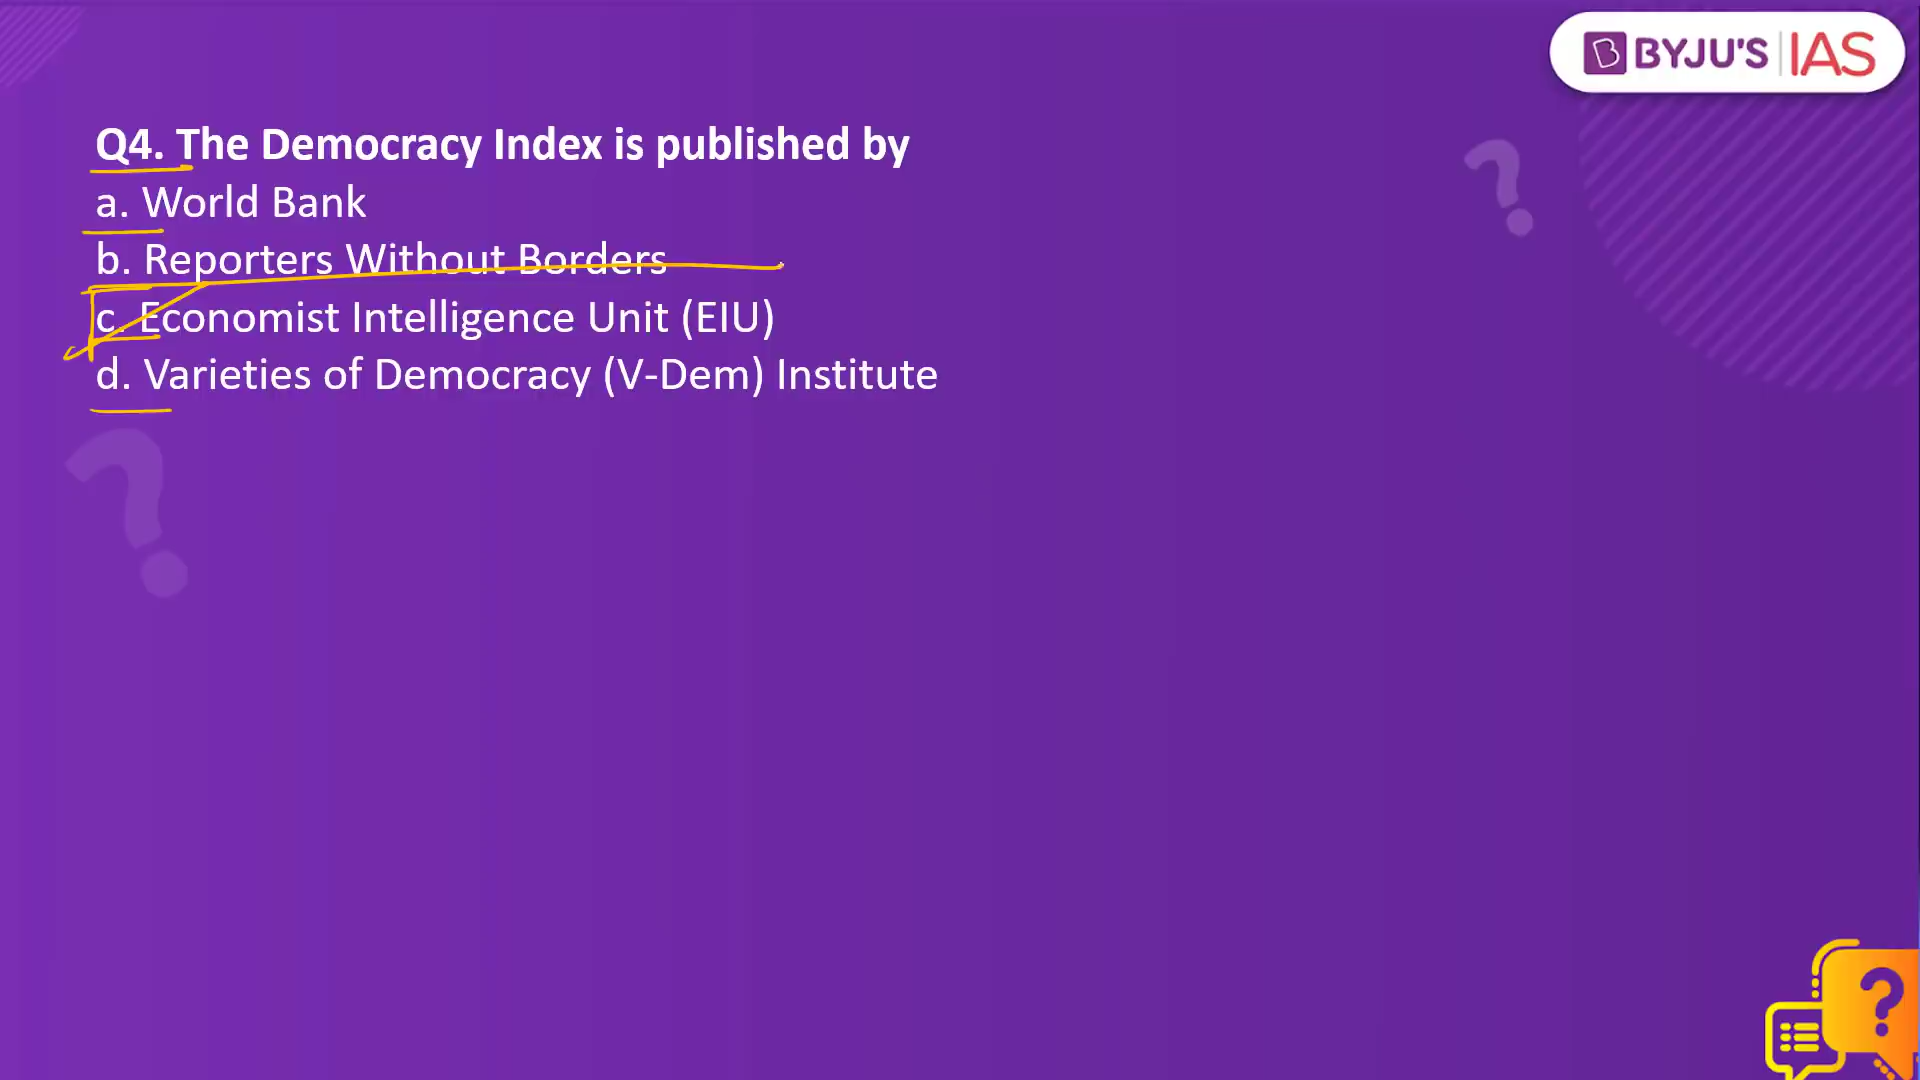 BYJU'S IAS
Q4. The Democracy Index is published by
a. World Bank
b. Reporters Without Borders
c. Economist Intelligence Unit (EIU)
d. Varieties of Democracy (V-Dem) Institute